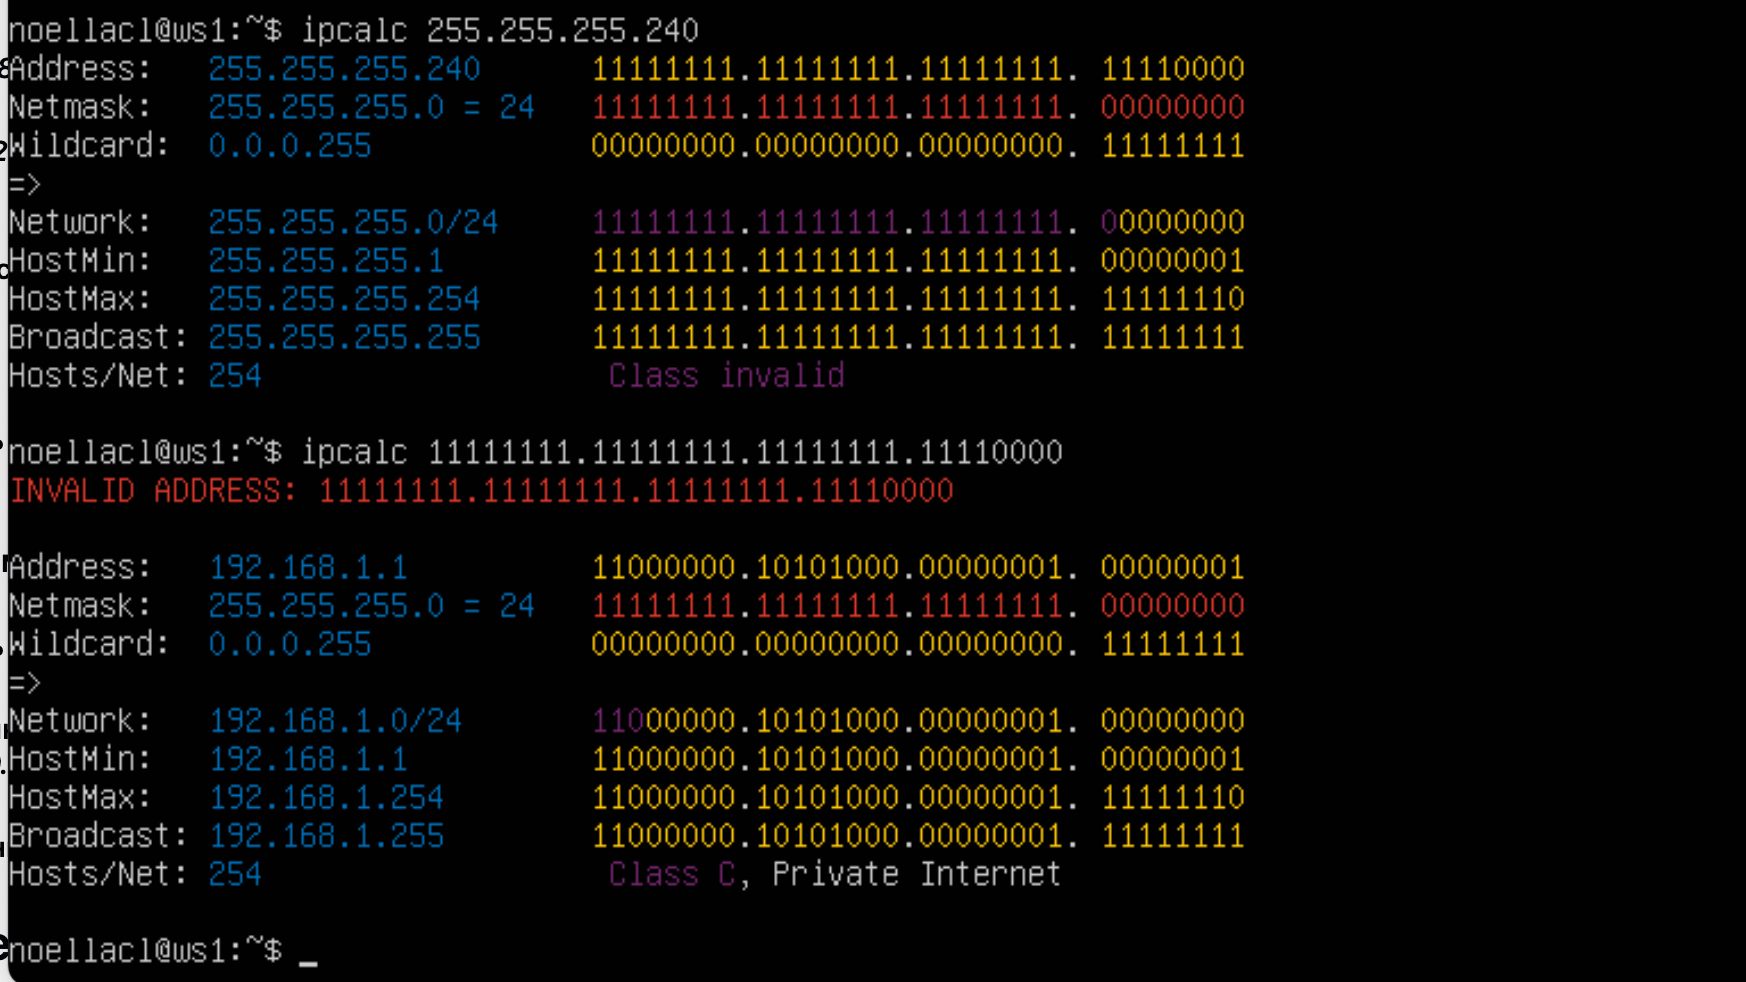 noellacl@ws1:~$ ipcalc 255.255.255.240
Address:   255.255.255.240      11111111.11111111.11111111. 11110000
Netmask:   255.255.255.0 = 24   11111111.11111111.11111111. 00000000
Wildcard:  0.0.0.255            00000000.00000000.00000000. 11111111
=>
Network:   255.255.255.0/24     11111111.11111111.11111111. 00000000
HostMin:   255.255.255.1        11111111.11111111.11111111. 00000001
HostMax:   255.255.255.254      11111111.11111111.11111111. 11111110
Broadcast: 255.255.255.255      11111111.11111111.11111111. 11111111
Hosts/Net: 254                   Class invalid
noellacl@ws1:~$ ipcalc 11111111.11111111.11111111.11110000
INVALID ADDRESS: 11111111.11111111.11111111.11110000
Address:   192.168.1.1          11000000.10101000.00000001. 00000001
Netmask:   255.255.255.0 = 24   11111111.11111111.11111111. 00000000
Wildcard:  0.0.0.255            00000000.00000000.00000000. 11111111
=>
Network:   192.168.1.0/24       11000000.10101000.00000001. 00000000
HostMin:   192.168.1.1          11000000.10101000.00000001. 00000001
HostMax:   192.168.1.254        11000000.10101000.00000001. 11111110
Broadcast: 192.168.1.255        11000000.10101000.00000001. 11111111
Hosts/Net: 254                   Class C, Private Internet
noellacl@ws1:~$ _